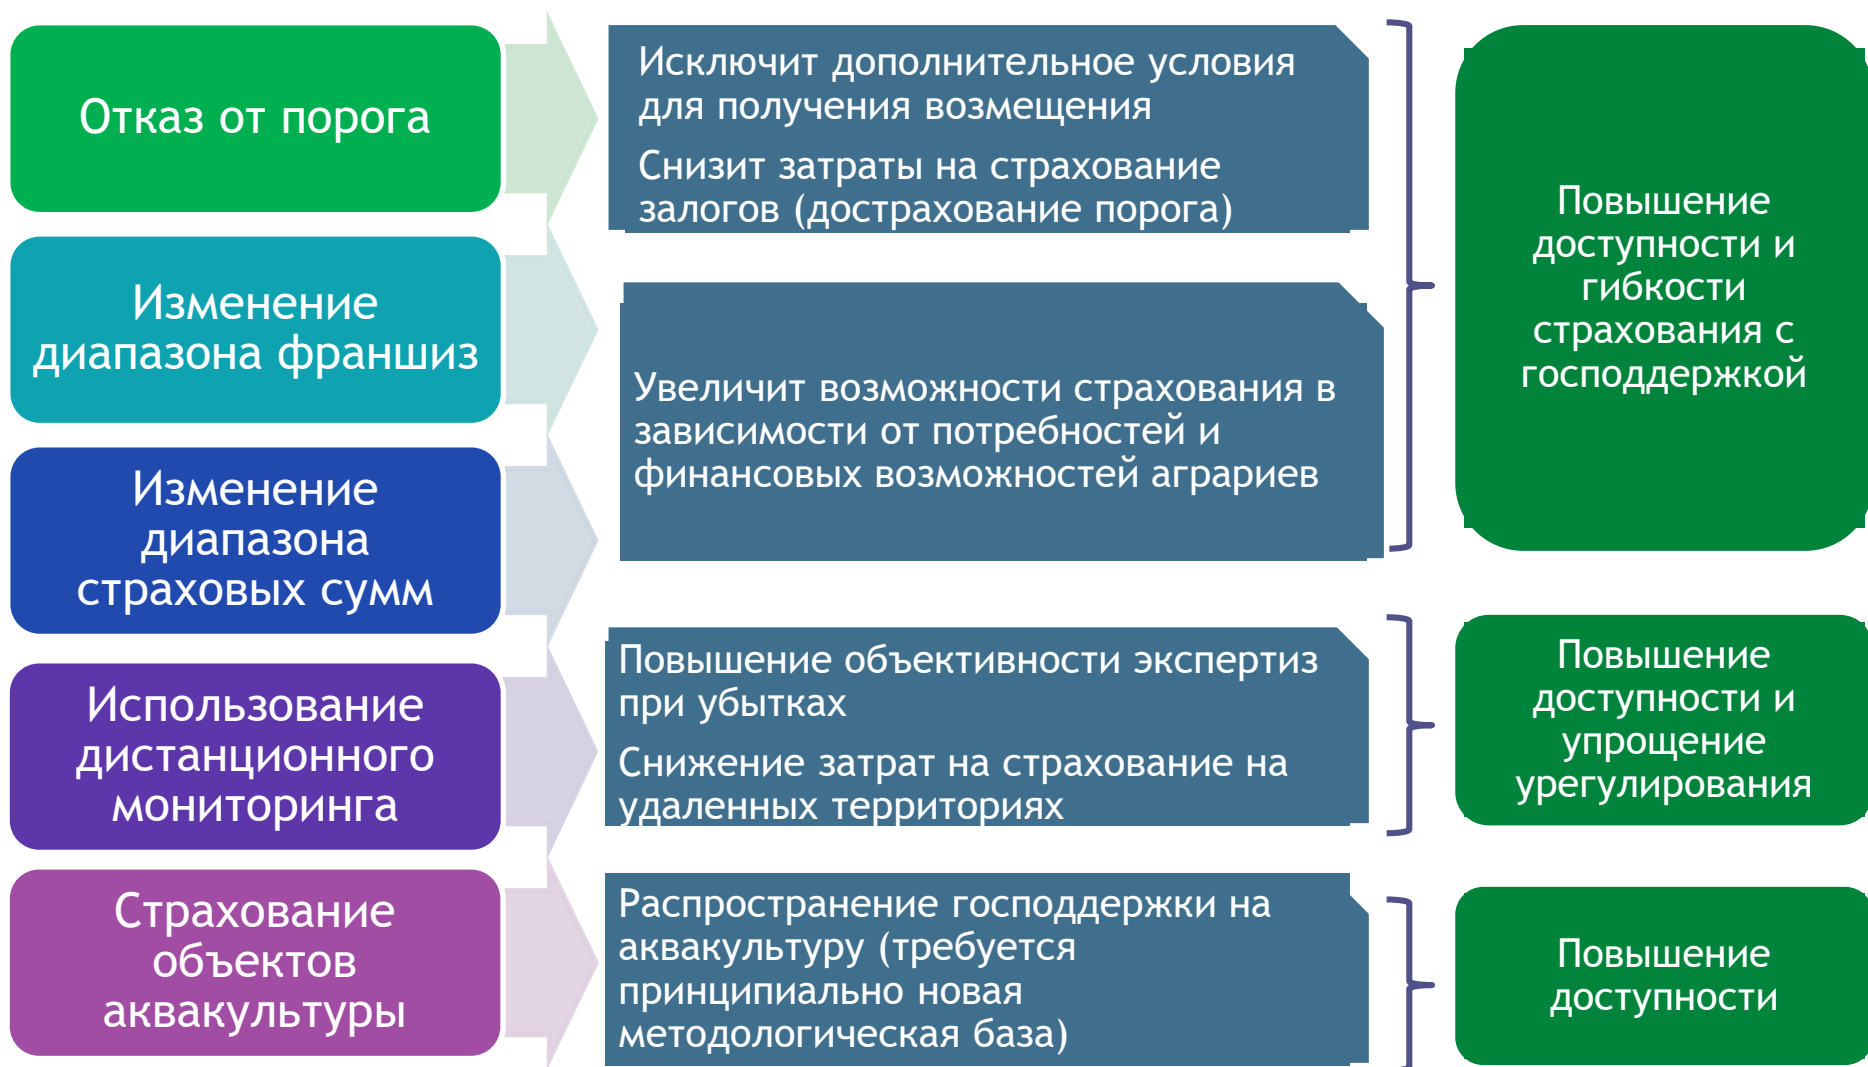 Отказ от порога
Исключит дополнительное условия
для получения возмещения
Снизит затраты на страхование
залогов (дострахование порога)
Изменение
диапазона франшиз
Изменение
диапазона
страховых сумм
Увеличит возможности страхования в
зависимости от потребностей и
финансовых возможностей аграриев
Повышение
доступности и
гибкости
страхования с
господдержкой
Использование
дистанционного
мониторинга
Повышение объективности экспертиз
при убытках
Снижение затрат на страхование на
удаленных территориях
Повышение
доступности и
упрощение
урегулирования
Страхование
объектов
аквакультуры
Распространение господдержки на
аквакультуру (требуется
принципиально новая
методологическая база)
Повышение
доступности